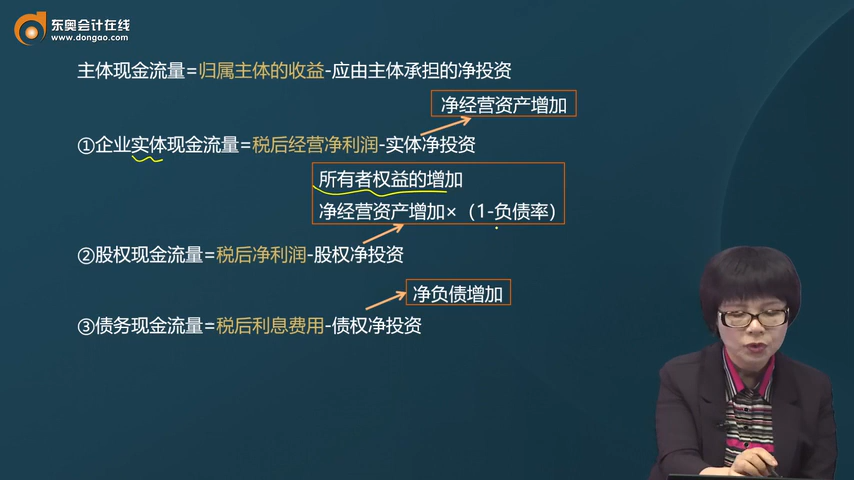 东奥会计在线
www.dongao.com
主体现金流量=归属主体的收益-应由主体承担的净投资
净经营资产增加
①企业实体现金流量=税后经营净利润-实体净投资
所有者权益的增加
净经营资产增加×（1-负债率）
②股权现金流量=税后净利润-股权净投资
净负债增加
③债务现金流量=税后利息费用-债权净投资